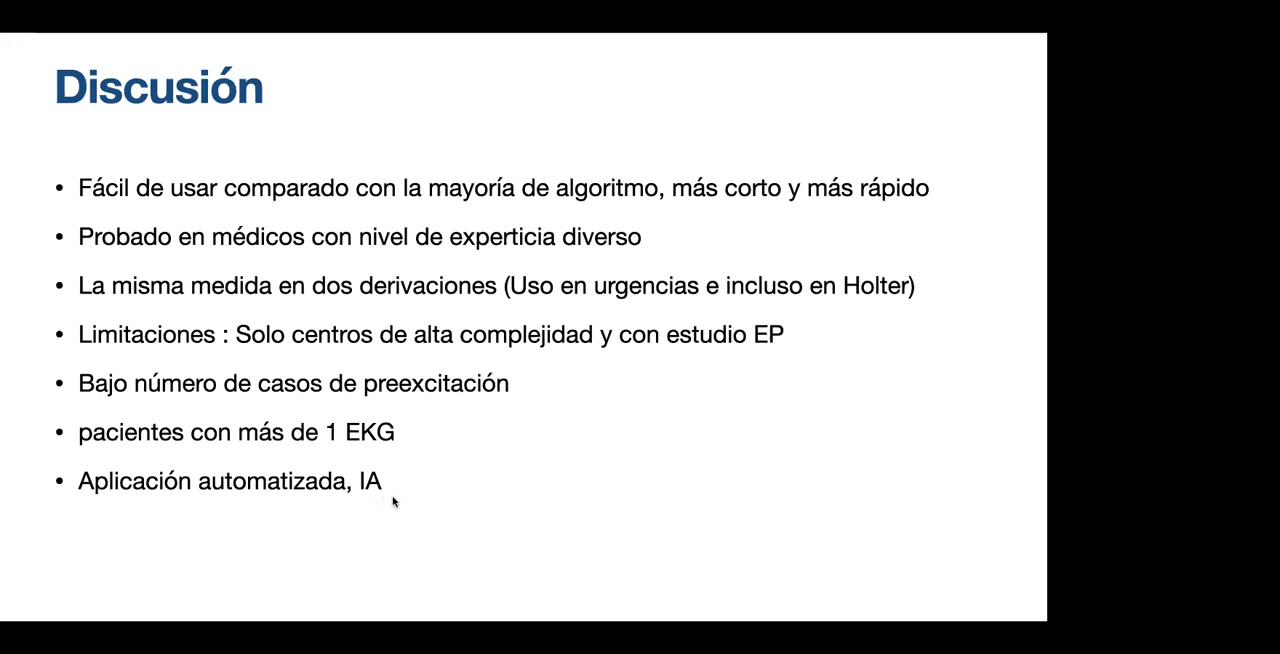 Discusión
• Fácil de usar comparado con la mayoría de algoritmo, más corto y más rápido
• Probado en médicos con nivel de experticia diverso
• La misma medida en dos derivaciones (Uso en urgencias e incluso en Holter)
• Limitaciones : Solo centros de alta complejidad y con estudio EP
• Bajo número de casos de preexcitación
• pacientes con más de 1 EKG
• Aplicación automatizada, IA